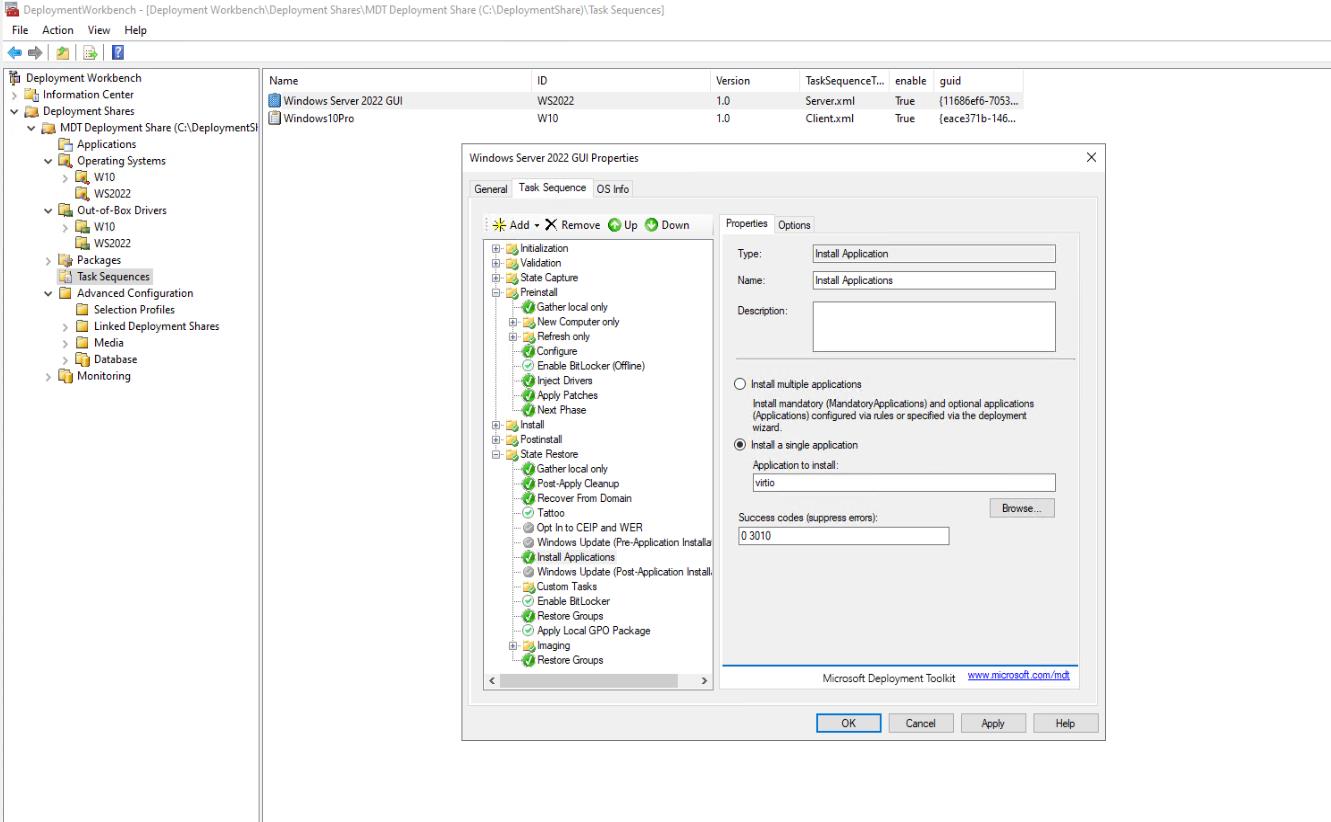 DeploymentWorkbench - [Deployment Workbench\Deployment Shares\MDT Deployment Share (C:\DeploymentShare)\Task Sequences]
File Action View Help
Deployment Workbench
Information Center
Deployment Shares
MDT Deployment Share (C:\DeploymentSh
Applications
Operating Systems
W10
WS2022
Out-of-Box Drivers
W10
WS2022
Packages
Task Sequences
Advanced Configuration
Selection Profiles
Linked Deployment Shares
Media
Database
Monitoring
Name ID Version TaskSequenceT... enable guid
Windows Server 2022 GUI WS2022 1.0 Server.xml True {11686ef6-7053...
Windows10Pro W10 1.0 Client.xml True {eace371b-146...
Windows Server 2022 GUI Properties
General Task Sequence OS Info
Add Remove Up Down
Initialization
Validation
State Capture
Preinstall
Gather local only
New Computer only
Refresh only
Configure
Enable BitLocker (Offline)
Inject Drivers
Apply Patches
Next Phase
Install
Postinstall
State Restore
Gather local only
Post-Apply Cleanup
Recover From Domain
Tattoo
Opt In to CEIP and WER
Windows Update (Pre-Application Installa
Install Applications
Windows Update (Post-Application Install
Custom Tasks
Enable BitLocker
Restore Groups
Apply Local GPO Package
Imaging
Restore Groups
Properties Options
Type: Install Application
Name: Install Applications
Description:
Install multiple applications
Install mandatory (MandatoryApplications) and optional applications
(Applications) configured via rules or specified via the deployment
wizard.
Install a single application
Application to install:
virtio
Browse...
Success codes (suppress errors):
0 3010
Microsoft Deployment Toolkit www.microsoft.com/mdt
OK Cancel Apply Help